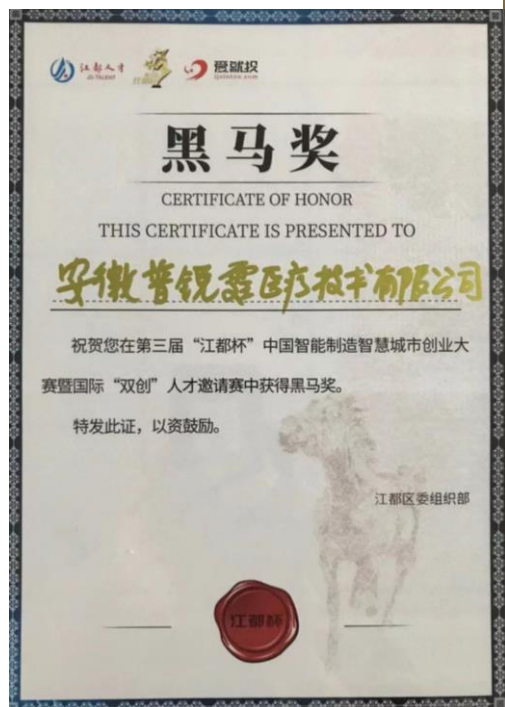 江都人才
爱就投
黑马奖
CERTIFICATE OF HONOR
THIS CERTIFICATE IS PRESENTED TO
安徽普锐霖医疗技术有限公司
祝贺您在第三届“江都杯”中国智能制造智慧城市创业大
赛暨国际“双创”人才邀请赛中获得黑马奖。
特发此证，以资鼓励。
江都区委组织部
江都杯